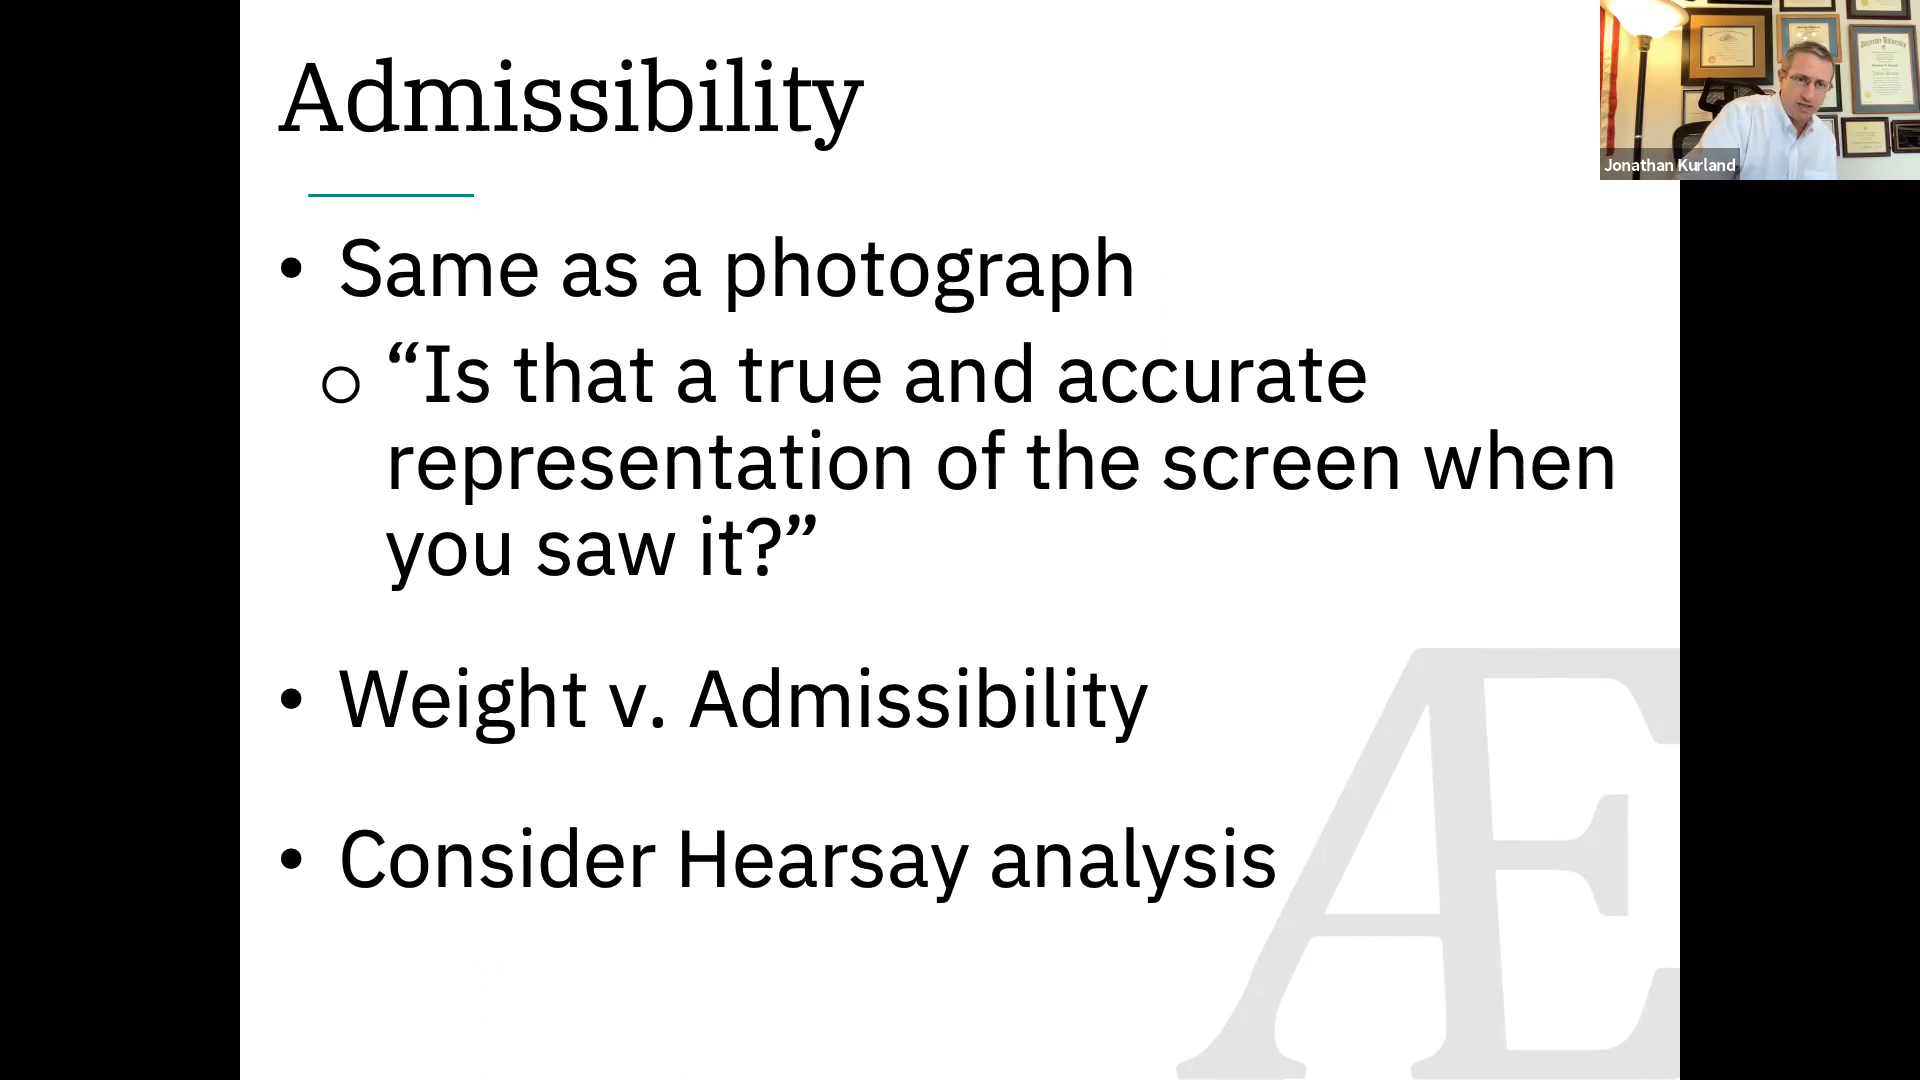 Admissibility
• Same as a photograph
o “Is that a true and accurate
representation of the screen when
you saw it?”
• Weight v. Admissibility
• Consider Hearsay analysis
Æ
Jonathan Kurland